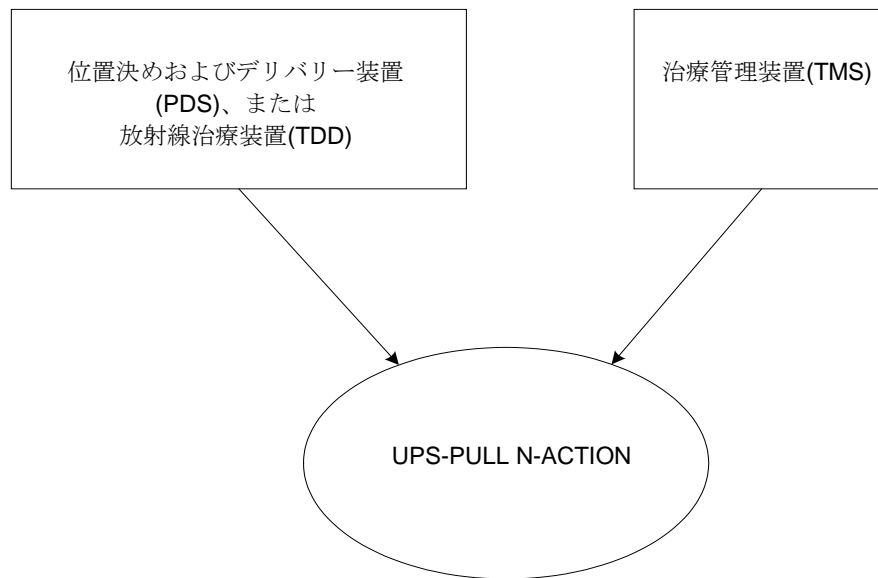 位置決めおよびデリバリー装置
(PDS)、または
放射線治療装置(TDD)
治療管理装置(TMS)
UPS-PULL N-ACTION